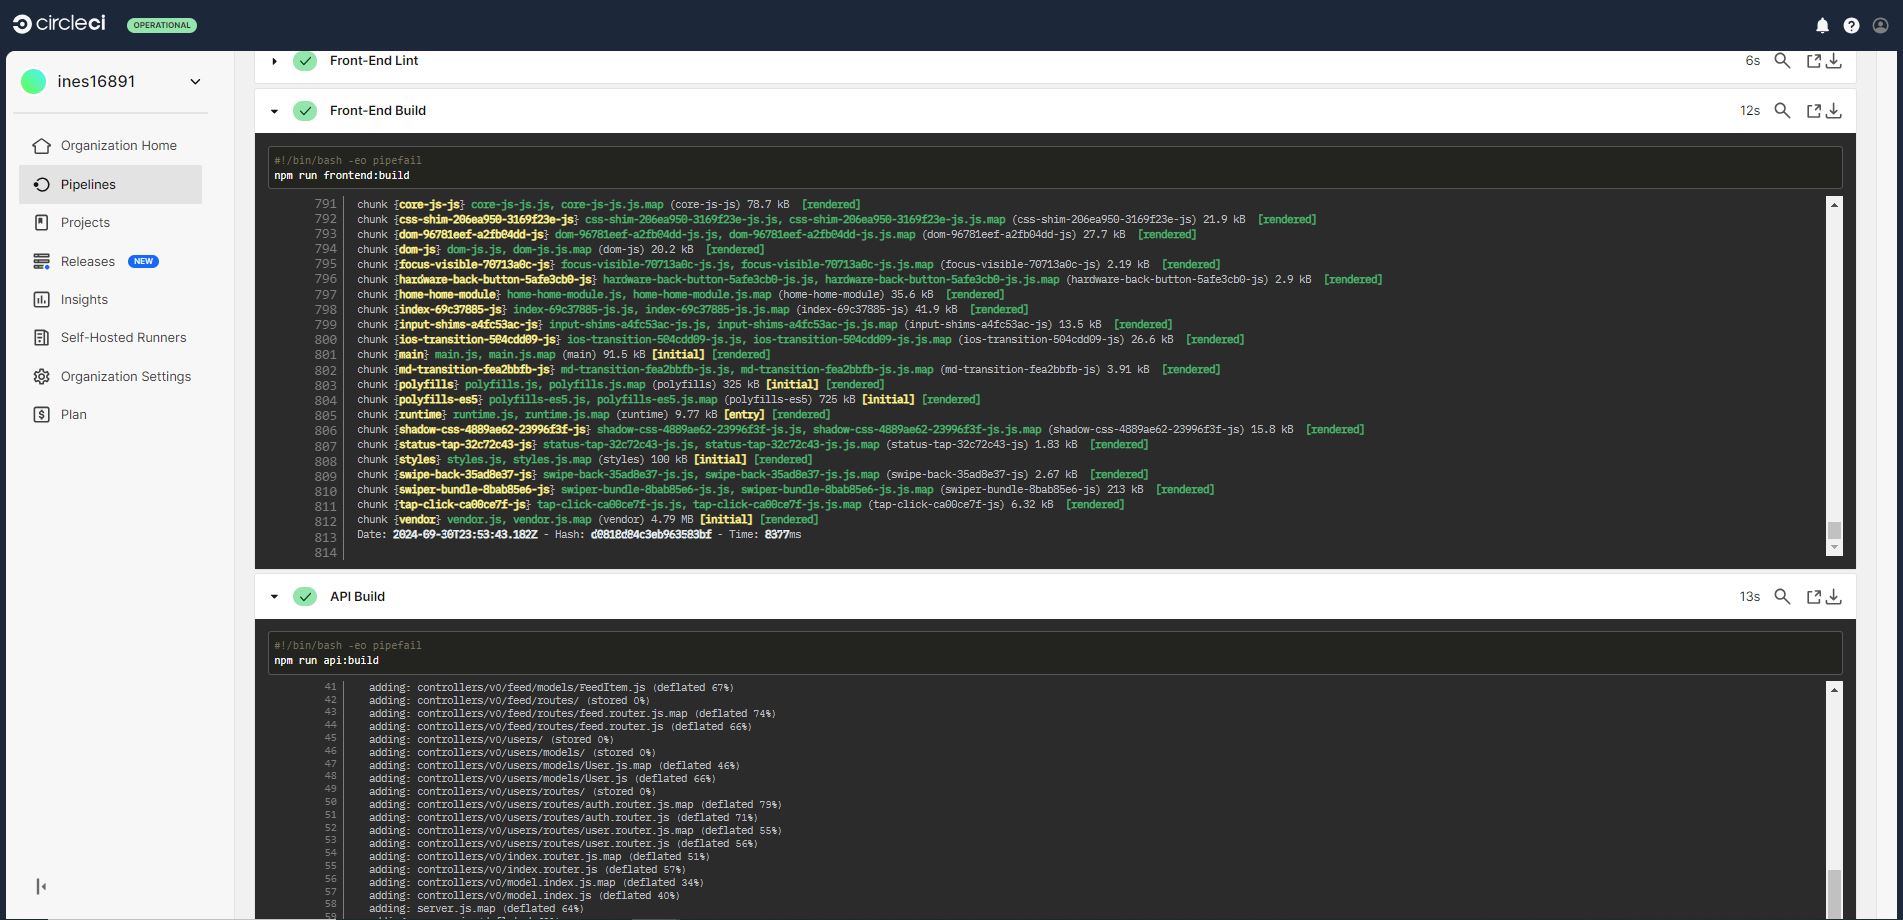 circleci OPERATIONAL
ines16891
Organization Home
Pipelines
Projects
Releases NEW
Insights
Self-Hosted Runners
Organization Settings
Plan
Front-End Lint 6s
Front-End Build 12s
#!/bin/bash -eo pipefail
npm run frontend:build
791 chunk {core-js-js} core-js-js.js, core-js-js.js.map (core-js-js) 78.7 kB [rendered]
792 chunk {css-shim-206ea950-3169f23e-js} css-shim-206ea950-3169f23e-js.js, css-shim-206ea950-3169f23e-js.js.map (css-shim-206ea950-3169f23e-js) 21.9 kB [rendered]
793 chunk {dom-96781eef-a2fb04dd-js} dom-96781eef-a2fb04dd-js.js, dom-96781eef-a2fb04dd-js.js.map (dom-96781eef-a2fb04dd-js) 27.7 kB [rendered]
794 chunk {dom-js} dom-js.js, dom-js.js.map (dom-js) 20.2 kB [rendered]
795 chunk {focus-visible-70713a0c-js} focus-visible-70713a0c-js.js, focus-visible-70713a0c-js.js.map (focus-visible-70713a0c-js) 2.19 kB [rendered]
796 chunk {hardware-back-button-5afe3cb0-js} hardware-back-button-5afe3cb0-js.js, hardware-back-button-5afe3cb0-js.js.map (hardware-back-button-5afe3cb0-js) 2.9 kB [rendered]
797 chunk {home-home-module} home-home-module.js, home-home-module.js.map (home-home-module) 35.6 kB [rendered]
798 chunk {index-69c37885-js} index-69c37885-js.js, index-69c37885-js.js.map (index-69c37885-js) 41.9 kB [rendered]
799 chunk {input-shims-a4fc53ac-js} input-shims-a4fc53ac-js.js, input-shims-a4fc53ac-js.js.map (input-shims-a4fc53ac-js) 13.5 kB [rendered]
800 chunk {ios-transition-504cdd09-js} ios-transition-504cdd09-js.js, ios-transition-504cdd09-js.js.map (ios-transition-504cdd09-js) 26.6 kB [rendered]
801 chunk {main} main.js, main.js.map (main) 91.5 kB [initial] [rendered]
802 chunk {md-transition-fea2bbfb-js} md-transition-fea2bbfb-js.js, md-transition-fea2bbfb-js.js.map (md-transition-fea2bbfb-js) 3.91 kB [rendered]
803 chunk {polyfills} polyfills.js, polyfills.js.map (polyfills) 325 kB [initial] [rendered]
804 chunk {polyfills-es5} polyfills-es5.js, polyfills-es5.js.map (polyfills-es5) 725 kB [initial] [rendered]
805 chunk {runtime} runtime.js, runtime.js.map (runtime) 9.77 kB [entry] [rendered]
806 chunk {shadow-css-4889ae62-23996f3f-js} shadow-css-4889ae62-23996f3f-js.js, shadow-css-4889ae62-23996f3f-js.js.map (shadow-css-4889ae62-23996f3f-js) 15.8 kB [rendered]
807 chunk {status-tap-32c72c43-js} status-tap-32c72c43-js.js, status-tap-32c72c43-js.js.map (status-tap-32c72c43-js) 1.83 kB [rendered]
808 chunk {styles} styles.js, styles.js.map (styles) 100 kB [initial] [rendered]
809 chunk {swipe-back-35ad8e37-js} swipe-back-35ad8e37-js.js, swipe-back-35ad8e37-js.js.map (swipe-back-35ad8e37-js) 2.67 kB [rendered]
810 chunk {swiper-bundle-8bab85e6-js} swiper-bundle-8bab85e6-js.js, swiper-bundle-8bab85e6-js.js.map (swiper-bundle-8bab85e6-js) 213 kB [rendered]
811 chunk {tap-click-ca00ce7f-js} tap-click-ca00ce7f-js.js, tap-click-ca00ce7f-js.js.map (tap-click-ca00ce7f-js) 6.32 kB [rendered]
812 chunk {vendor} vendor.js, vendor.js.map (vendor) 4.79 MB [initial] [rendered]
813 Date: 2024-09-30T23:53:43.182Z - Hash: d0818d84c3eb963583bf - Time: 8377ms
814
API Build 13s
#!/bin/bash -eo pipefail
npm run api:build
41 adding: controllers/v0/feed/models/FeedItem.js (deflated 67%)
42 adding: controllers/v0/feed/routes/ (stored 0%)
43 adding: controllers/v0/feed/routes/feed.router.js.map (deflated 74%)
44 adding: controllers/v0/feed/routes/feed.router.js (deflated 66%)
45 adding: controllers/v0/users/ (stored 0%)
46 adding: controllers/v0/users/models/ (stored 0%)
47 adding: controllers/v0/users/models/User.js.map (deflated 46%)
48 adding: controllers/v0/users/models/User.js (deflated 66%)
49 adding: controllers/v0/users/routes/ (stored 0%)
50 adding: controllers/v0/users/routes/auth.router.js.map (deflated 79%)
51 adding: controllers/v0/users/routes/auth.router.js (deflated 71%)
52 adding: controllers/v0/users/routes/user.router.js.map (deflated 55%)
53 adding: controllers/v0/users/routes/user.router.js (deflated 56%)
54 adding: controllers/v0/index.router.js.map (deflated 51%)
55 adding: controllers/v0/index.router.js (deflated 57%)
56 adding: controllers/v0/model.index.js.map (deflated 34%)
57 adding: controllers/v0/model.index.js (deflated 40%)
58 adding: server.js.map (deflated 64%)
59